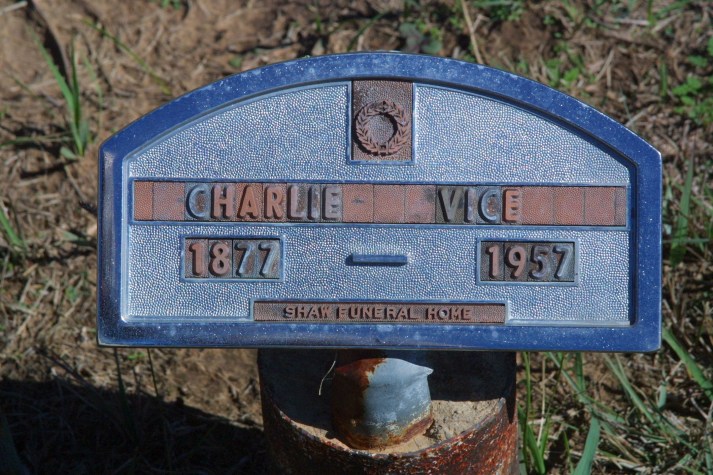 CHARLIE VICE
1877 — 1957
SHAW FUNERAL HOME